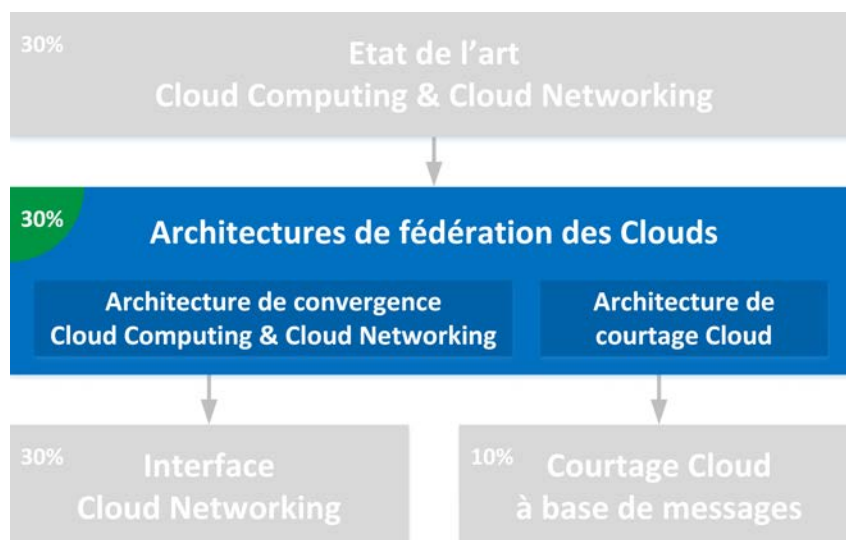 30%
Etat de l’art
Cloud Computing & Cloud Networking
30%
Architectures de fédération des Clouds
Architecture de convergence
Cloud Computing & Cloud Networking
Architecture de
courtage Cloud
30%
Interface
Cloud Networking
10%
Courtage Cloud
à base de messages